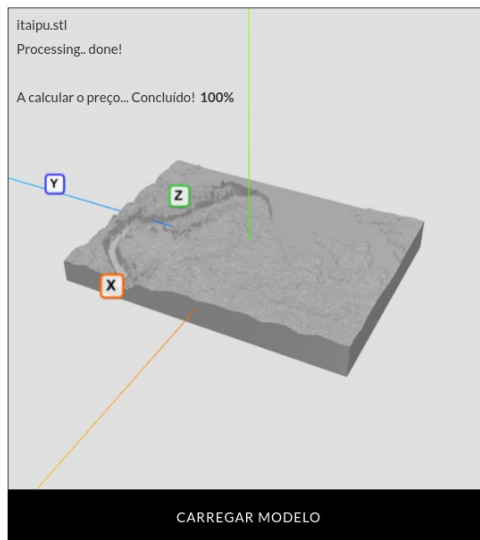 itaipu.stl
Processing.. done!
A calcular o preço... Concluído! 100%
Y
Z
X
CARREGAR MODELO